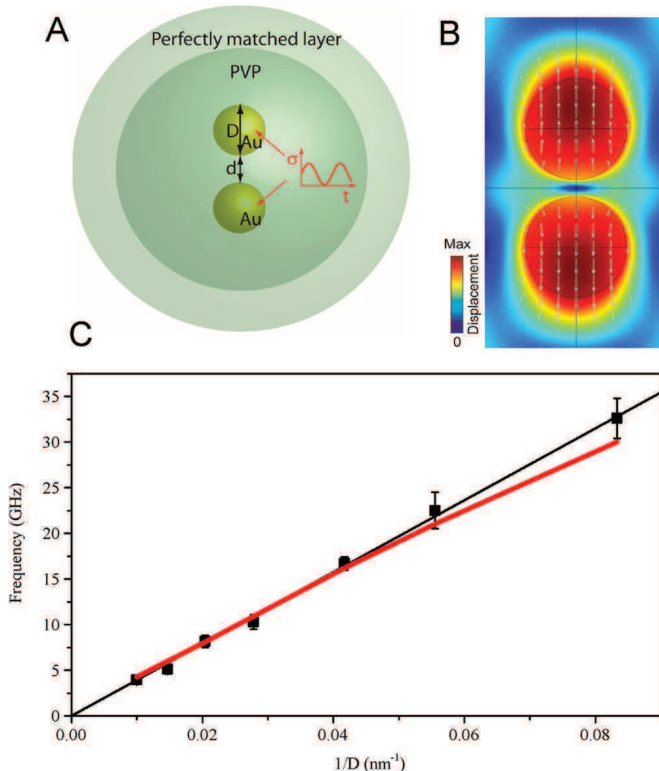 A
Perfectly matched layer
PVP
D
Au
d
σ
t
Au
B
Max
Displacement
0
C
35
30
25
20
15
10
5
0
Frequency (GHz)
0.00
0.02
0.04
0.06
0.08
1/D (nm⁻¹)